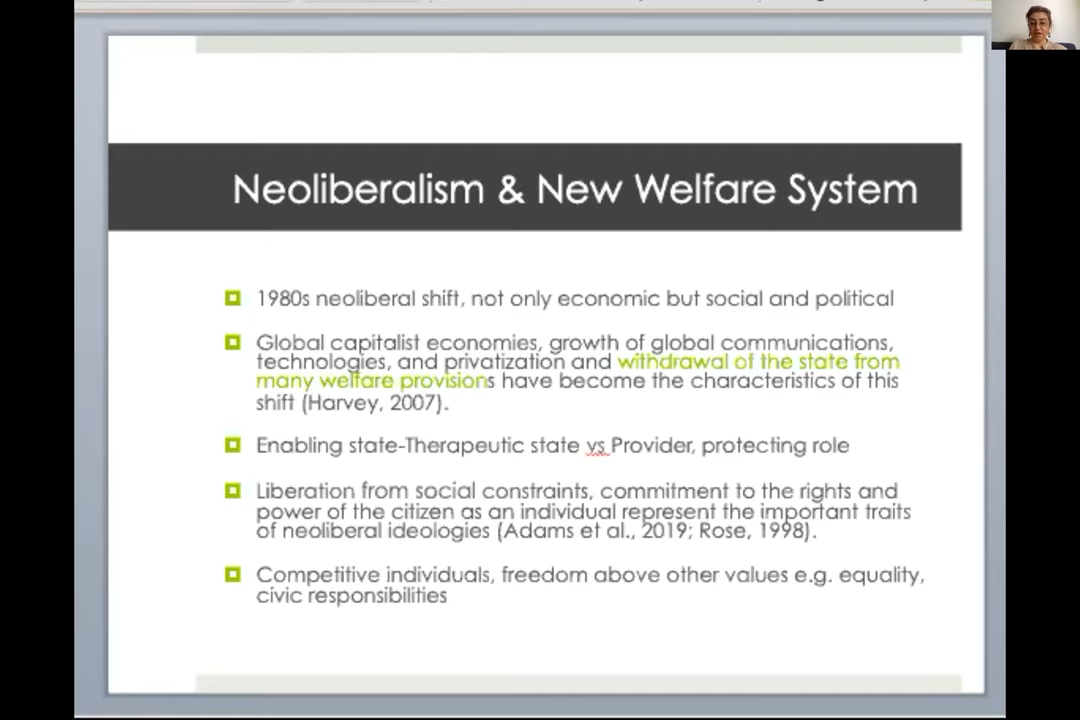 Neoliberalism & New Welfare System
1980s neoliberal shift, not only economic but social and political
Global capitalist economies, growth of global communications,
technologies, and privatization and withdrawal of the state from
many welfare provisions have become the characteristics of this
shift (Harvey, 2007).
Enabling state-Therapeutic state vs Provider, protecting role
Liberation from social constraints, commitment to the rights and
power of the citizen as an individual represent the important traits
of neoliberal ideologies (Adams et al., 2019; Rose, 1998).
Competitive individuals, freedom above other values e.g. equality,
civic responsibilities